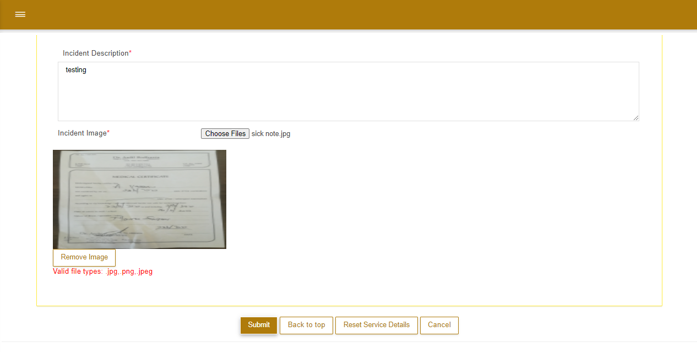 Incident Description*
testing
Incident Image*
Choose Files sick note.jpg
Remove Image
Valid file types: .jpg, .png, .jpeg
Submit
Back to top
Reset Service Details
Cancel